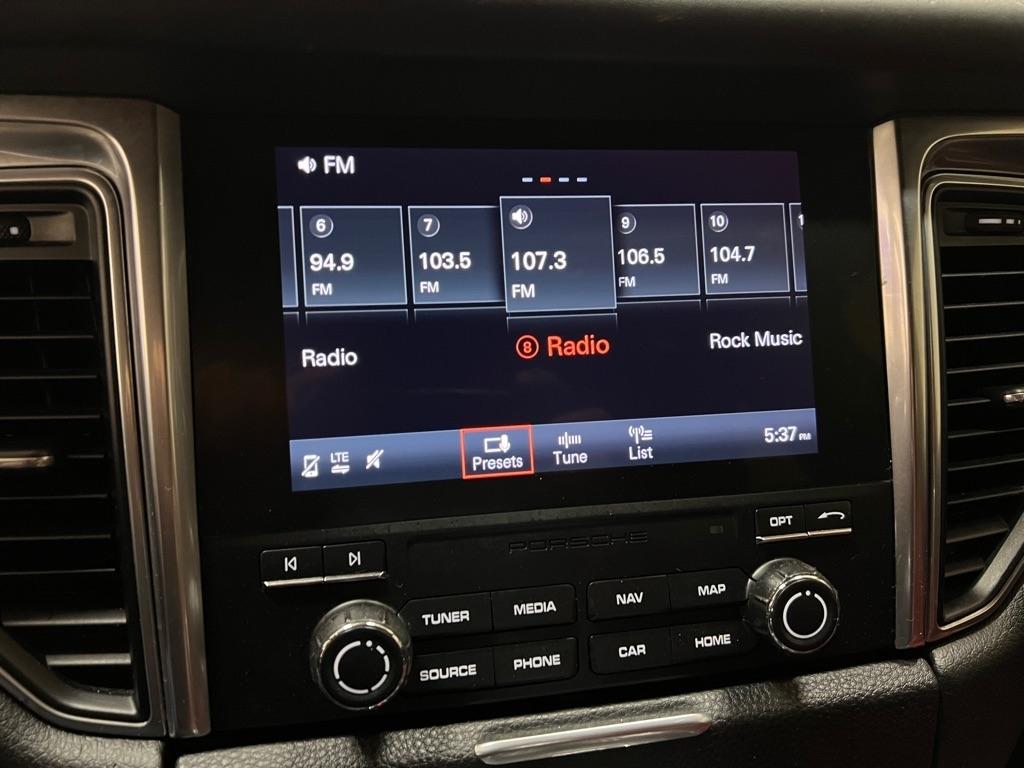 FM
6 7 9 10
94.9 103.5 107.3 106.5 104.7
FM FM FM FM FM
Radio 8 Radio Rock Music
LTE Presets Tune List 5:37 PM
PORSCHE
OPT
TUNER MEDIA NAV MAP
SOURCE PHONE CAR HOME